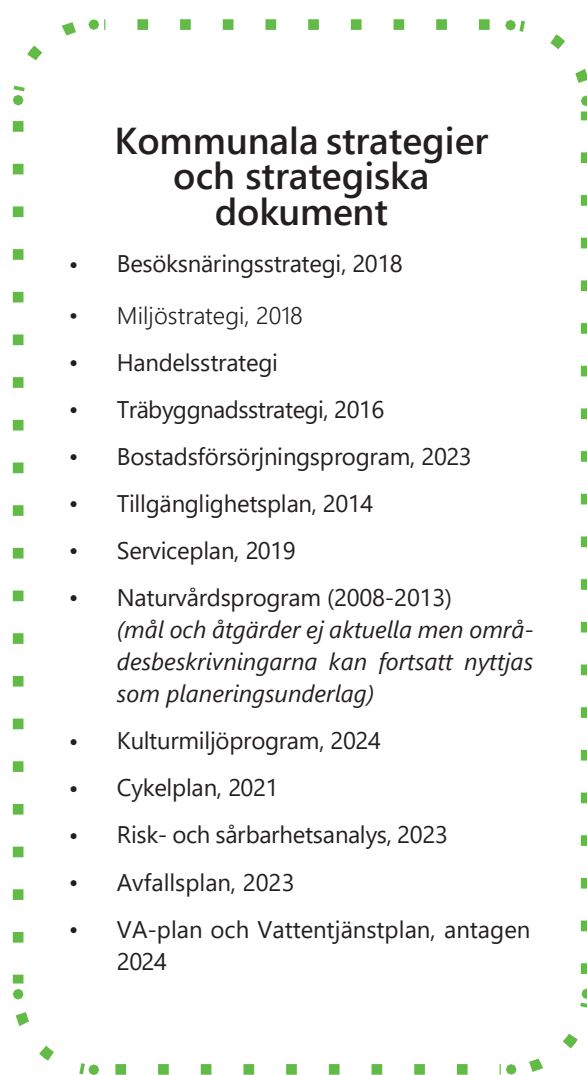 Kommunala strategier
och strategiska
dokument
• Besöksnäringsstrategi, 2018
• Miljöstrategi, 2018
• Handelsstrategi
• Träbyggnadsstrategi, 2016
• Bostadsförsörjningsprogram, 2023
• Tillgänglighetsplan, 2014
• Serviceplan, 2019
• Naturvårdsprogram (2008-2013)
(mål och åtgärder ej aktuella men områ-
desbeskrivningarna kan fortsatt nyttjas
som planeringsunderlag)
• Kulturmiljöprogram, 2024
• Cykelplan, 2021
• Risk- och sårbarhetsanalys, 2023
• Avfallsplan, 2023
• VA-plan och Vattentjänstplan, antagen
2024